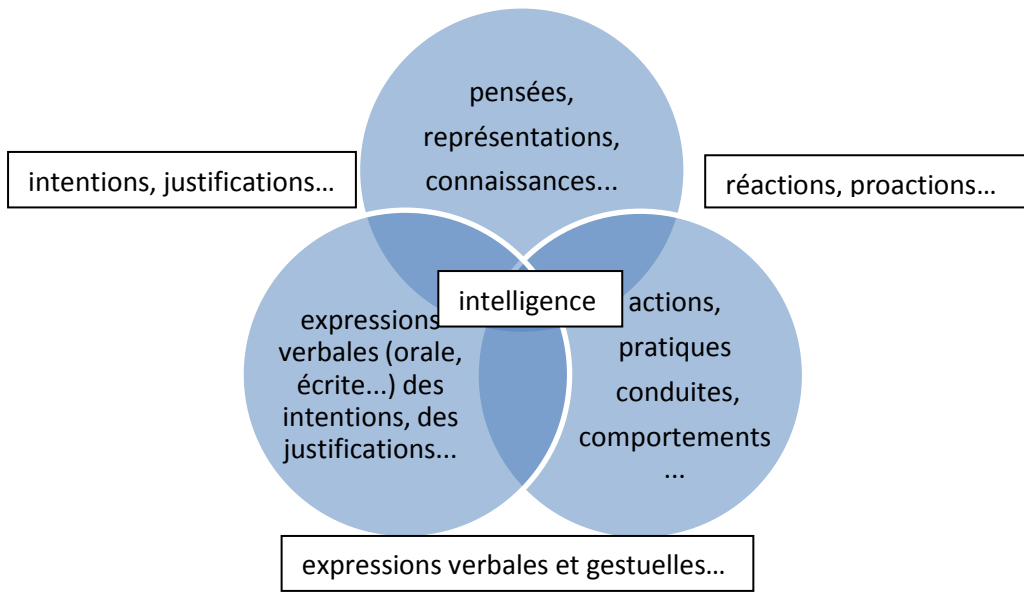 pensées,
représentations,
connaissances...
intentions, justifications...
réactions, proactions...
intelligence
expressions
verbales (orale,
écrite...) des
intentions, des
justifications...
actions,
pratiques
conduites,
comportements
...
expressions verbales et gestuelles...